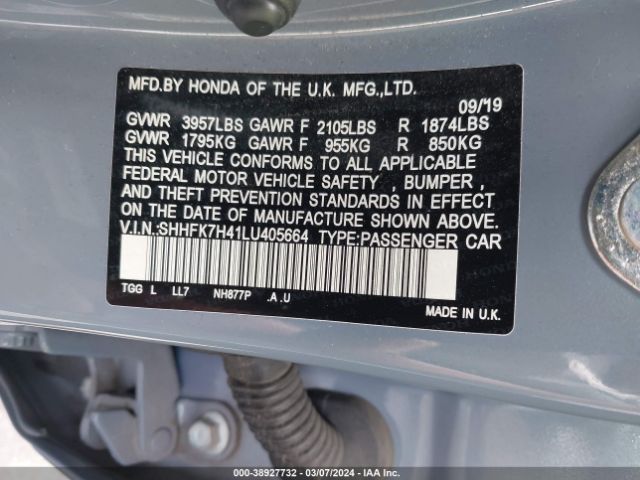 MFD.BY HONDA OF THE U.K. MFG.,LTD.
09/'19
GVWR 3957LBS GAWR F 2105LBS R 1874LBS
GVWR 1795KG GAWR F 955KG R 850KG
THIS VEHICLE CONFORMS TO ALL APPLICABLE
FEDERAL MOTOR VEHICLE SAFETY , BUMPER ,
AND THEFT PREVENTION STANDARDS IN EFFECT
ON THE DATE OF MANUFACTURE SHOWN ABOVE.
V.I.N.:SHHFK7H41LU405664 TYPE:PASSENGER CAR
TGG L LL7 NH877P .A.U
MADE IN U.K.
000-38927732 — 03/07/2024 — IAA Inc.